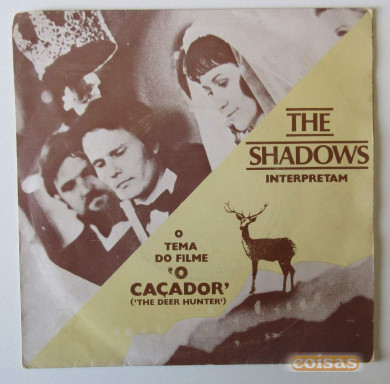 THE
SHADOWS
INTERPRETAM
O
TEMA
DO FILME
'O
CAÇADOR'
('THE DEER HUNTER')
coisas